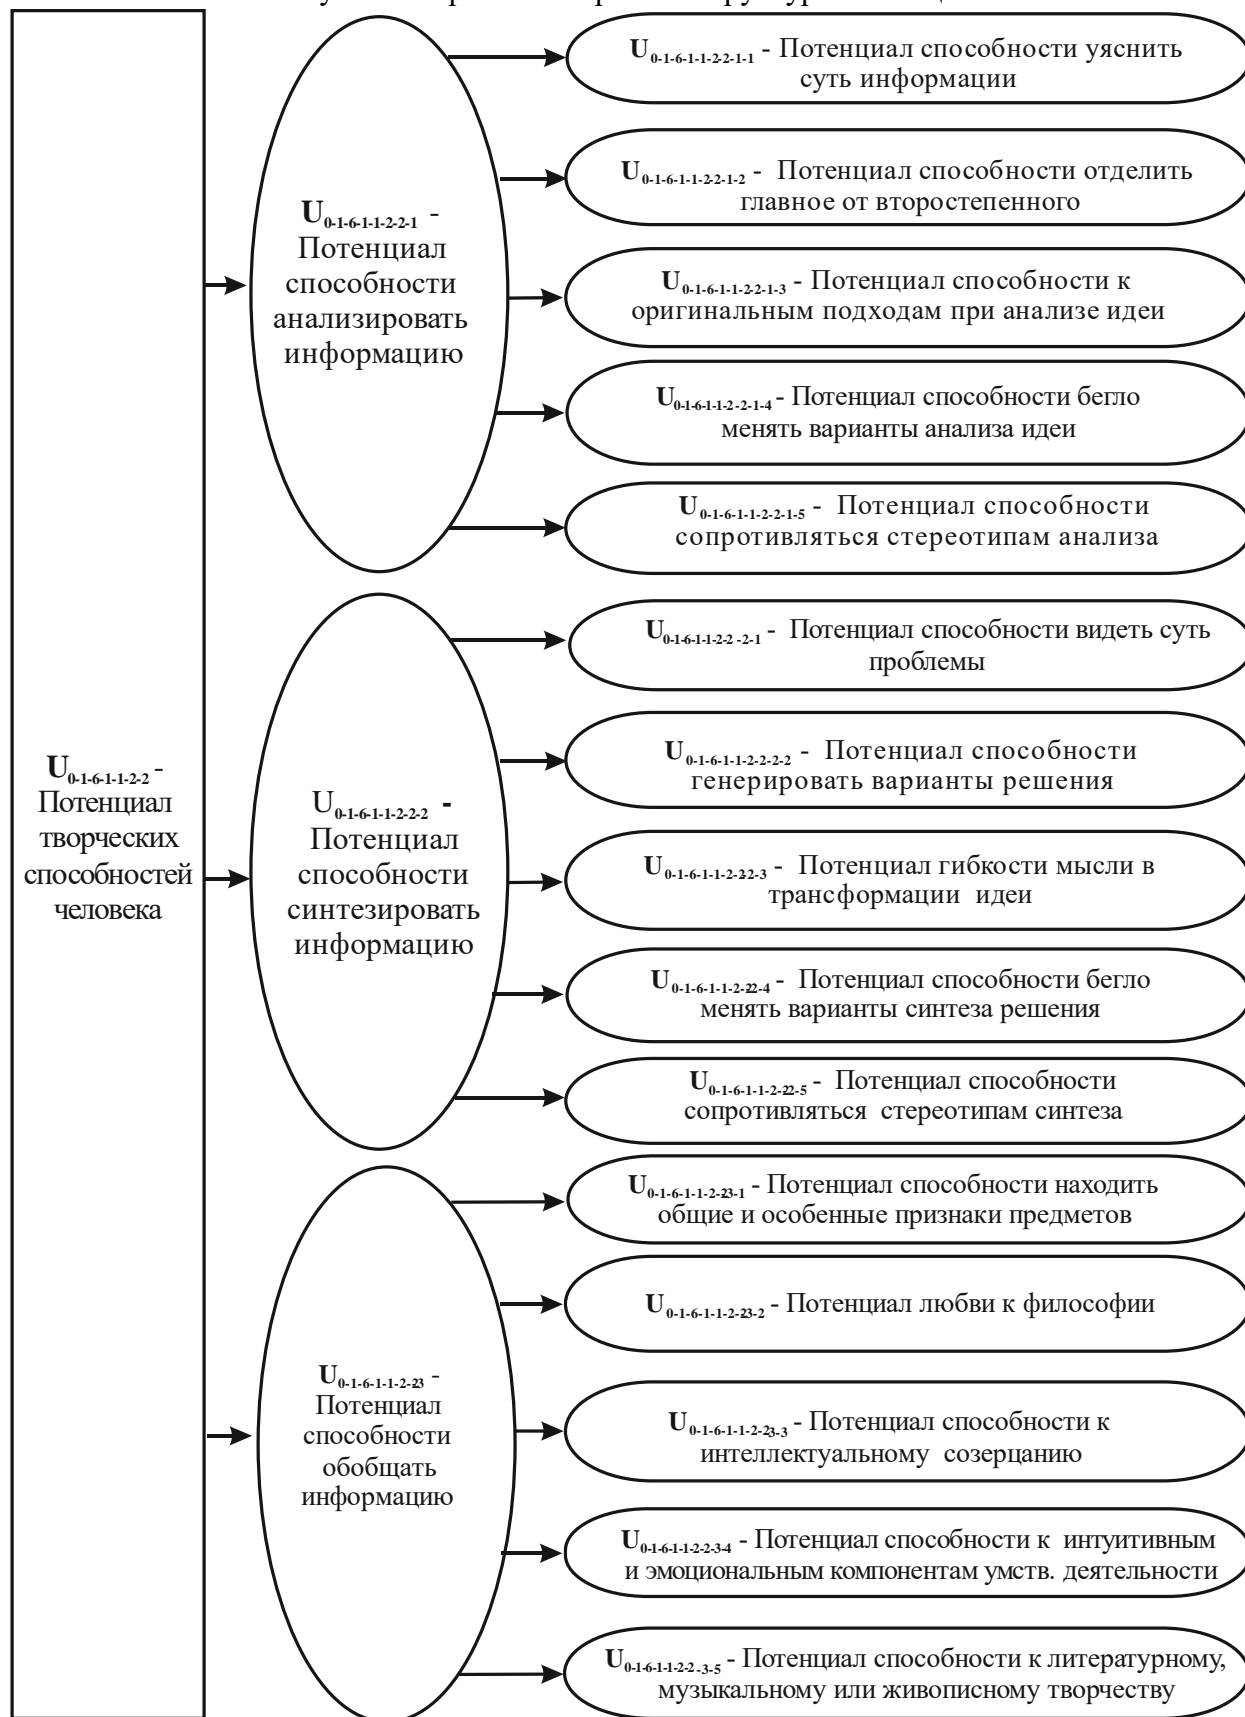 U0-1-6-1-1-2-2 -
Потенциал
творческих
способностей
человека
U0-1-6-1-1-2-2-1 -
Потенциал
способности
анализировать
информацию
U0-1-6-1-1-2-2-1-1 - Потенциал способности уяснить
суть информации
U0-1-6-1-1-2-2-1-2 - Потенциал способности отделить
главное от второстепенного
U0-1-6-1-1-2-2-1-3 - Потенциал способности к
оригинальным подходам при анализе идеи
U0-1-6-1-1-2-2-1-4 - Потенциал способности бегло
менять варианты анализа идеи
U0-1-6-1-1-2-2-1-5 - Потенциал способности
сопротивляться стереотипам анализа
U0-1-6-1-1-2-2-2 -
Потенциал
способности
синтезировать
информацию
U0-1-6-1-1-2-2-2-1 - Потенциал способности видеть суть
проблемы
U0-1-6-1-1-2-2-2-2 - Потенциал способности
генерировать варианты решения
U0-1-6-1-1-2-2-2-3 - Потенциал гибкости мысли в
трансформации идеи
U0-1-6-1-1-2-22-4 - Потенциал способности бегло
менять варианты синтеза решения
U0-1-6-1-1-2-22-5 - Потенциал способности
сопротивляться стереотипам синтеза
U0-1-6-1-1-2-23 -
Потенциал
способности
обобщать
информацию
U0-1-6-1-1-2-23-1 - Потенциал способности находить
общие и особенные признаки предметов
U0-1-6-1-1-2-23-2 - Потенциал любви к философии
U0-1-6-1-1-2-23-3 - Потенциал способности к
интеллектуальному созерцанию
U0-1-6-1-1-2-2-3-4 - Потенциал способности к интуитивным
и эмоциональным компонентам умств. деятельности
U0-1-6-1-1-2-2-3-5 - Потенциал способности к литературному,
музыкальному или живописному творчеству